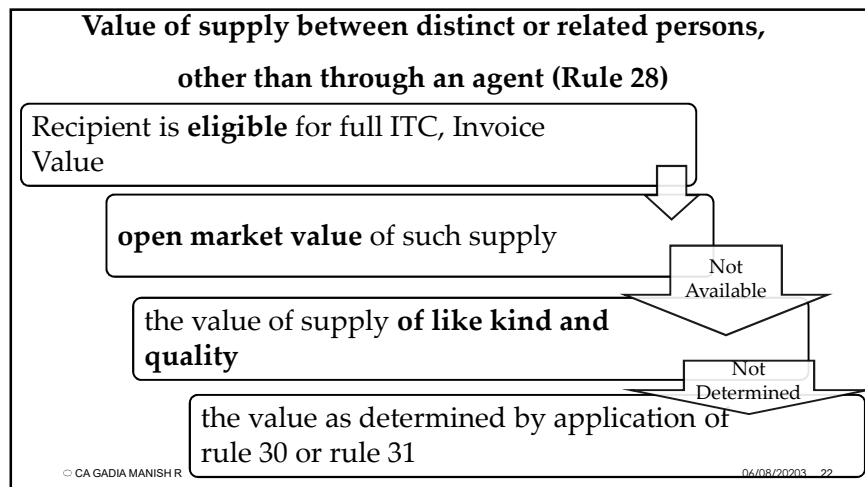 Value of supply between distinct or related persons,
other than through an agent (Rule 28)
Recipient is eligible for full ITC, Invoice
Value
open market value of such supply
Not
Available
the value of supply of like kind and
quality
Not
Determined
the value as determined by application of
rule 30 or rule 31
© CA GADIA MANISH R
06/08/20203 22